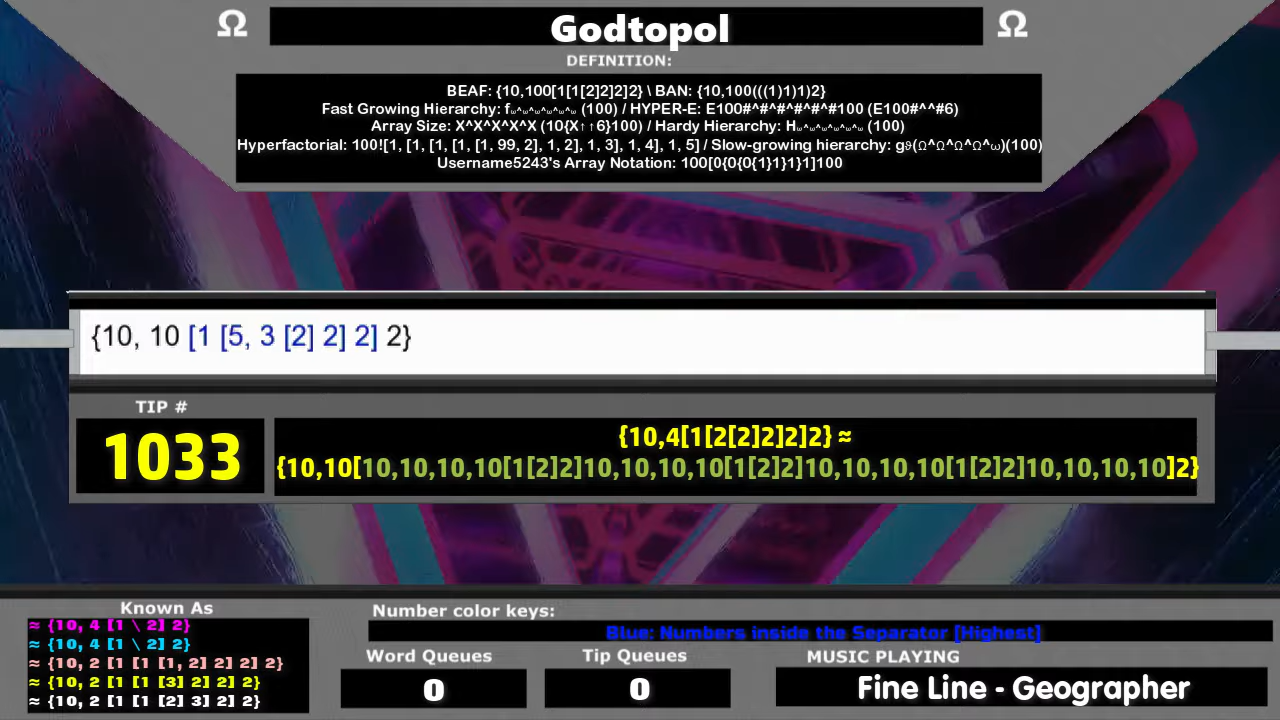 Ω Godtopol Ω
DEFINITION:
BEAF: {10,100[1[1[2]2]2]2} \ BAN: {10,100(((1)1)1)2}
Fast Growing Hierarchy: fω^ω^ω^ω^ω^ω (100) / HYPER-E: E100#^#^#^#^#^#100 (E100#^^#6)
Array Size: X^X^X^X^X (10{X↑↑6}100) / Hardy Hierarchy: Hω^ω^ω^ω^ω^ω (100)
Hyperfactorial: 100![1, [1, [1, [1, [1, 99, 2], 1, 2], 1, 3], 1, 4], 1, 5] / Slow-growing hierarchy: gϑ(Ω^Ω^Ω^Ω^ω)(100)
Username5243's Array Notation: 100[0{0{0{1}1}1}1]100
{10, 10 [1 [5, 3 [2] 2] 2] 2}
TIP #
1033
{10,4[1[2[2]2]2]2} ≈
{10,10[10,10,10,10[1[2]2]10,10,10,10[1[2]2]10,10,10,10[1[2]2]10,10,10,10]2}
Known As
≈ {10, 4 [1 \ 2] 2}
≈ {10, 4 [1 \ 2] 2}
≈ {10, 2 [1 [1 [1, 2] 2] 2] 2}
≈ {10, 2 [1 [1 [3] 2] 2] 2}
≈ {10, 2 [1 [1 [2] 3] 2] 2}
Number color keys:
Blue: Numbers inside the Separator [Highest]
Word Queues
0
Tip Queues
0
MUSIC PLAYING
Fine Line - Geographer